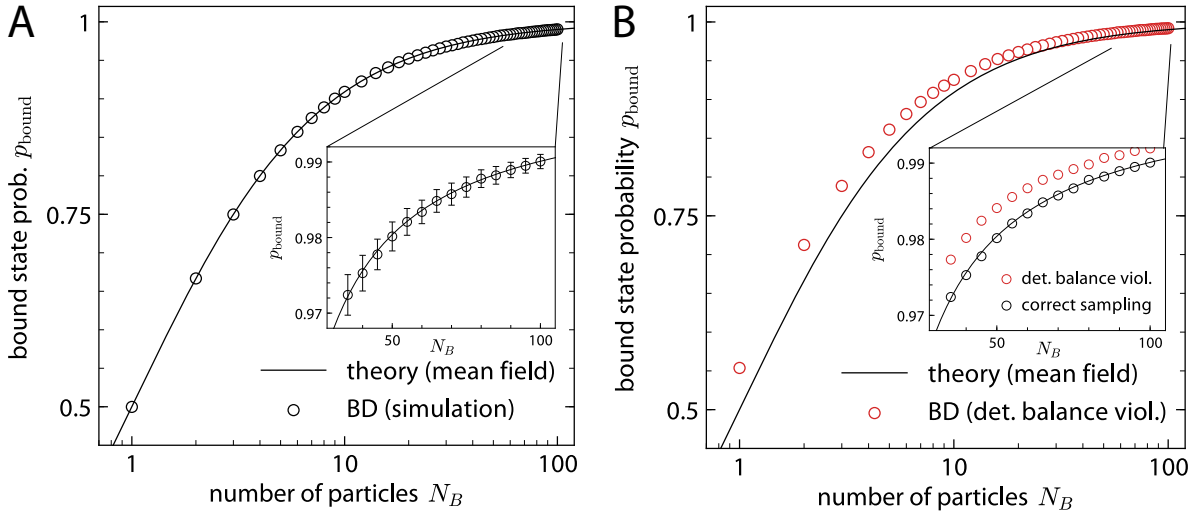 A
bound state prob. p_bound
1
0.75
0.5
1
10
100
number of particles N_B
p_bound
0.99
0.98
0.97
50
100
N_B
theory (mean field)
BD (simulation)
B
bound state probability p_bound
1
0.75
0.5
1
10
100
number of particles N_B
p_bound
0.99
0.98
0.97
50
100
N_B
det. balance viol.
correct sampling
theory (mean field)
BD (det. balance viol.)